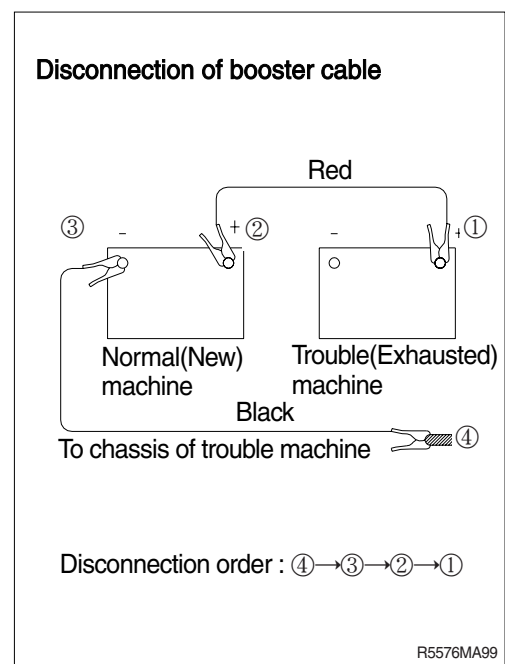 Disconnection of booster cable
Red
③ - + ② - + ①
Normal(New) Trouble(Exhausted)
machine machine
Black
To chassis of trouble machine ④
Disconnection order : ④→③→②→①
R5576MA99